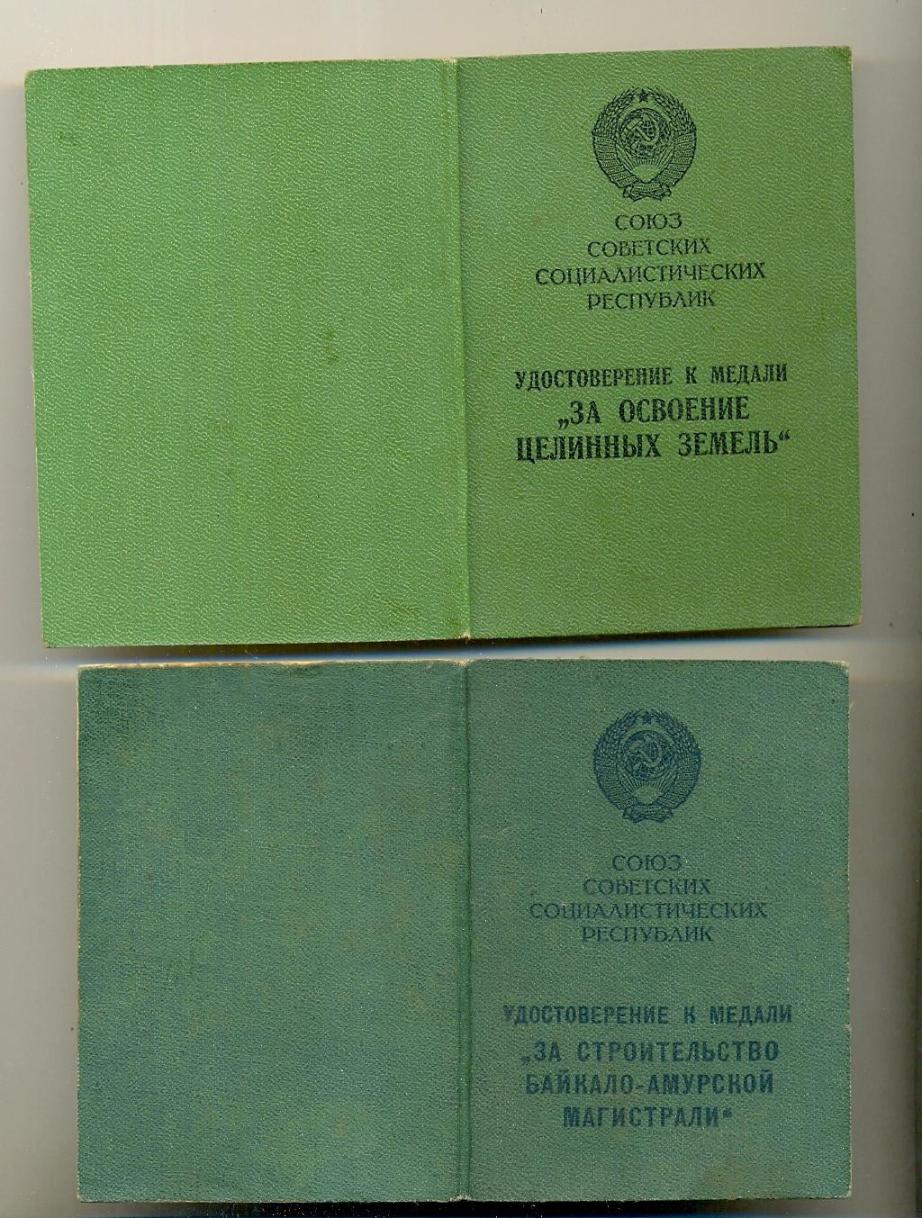 СОЮЗ
СОВЕТСКИХ
СОЦИАЛИСТИЧЕСКИХ
РЕСПУБЛИК
УДОСТОВЕРЕНИЕ К МЕДАЛИ
„ЗА ОСВОЕНИЕ
ЦЕЛИННЫХ ЗЕМЕЛЬ“
СОЮЗ
СОВЕТСКИХ
СОЦИАЛИСТИЧЕСКИХ
РЕСПУБЛИК
УДОСТОВЕРЕНИЕ К МЕДАЛИ
„ЗА СТРОИТЕЛЬСТВО
БАЙКАЛО-АМУРСКОЙ
МАГИСТРАЛИ“